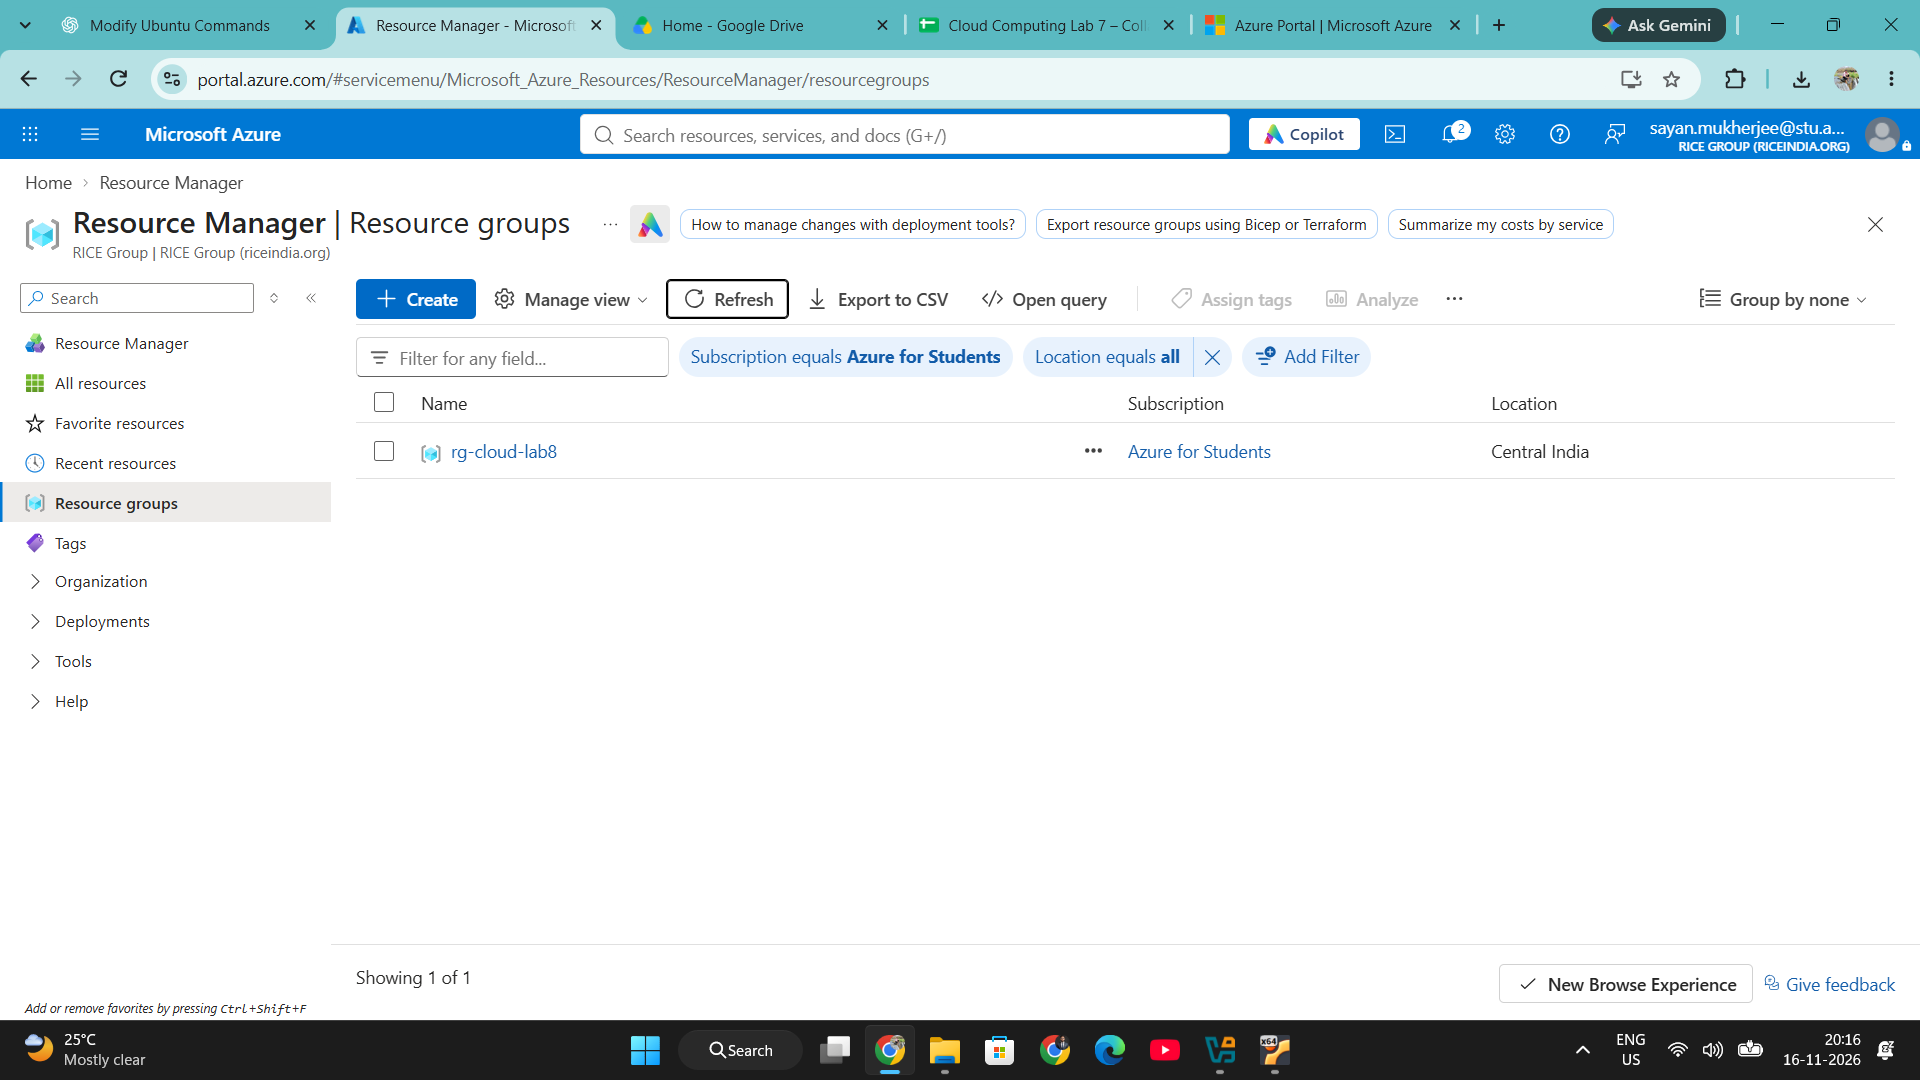 Modify Ubuntu Commands
Resource Manager - Microsoft
Home - Google Drive
Cloud Computing Lab 7 – Coll
Azure Portal | Microsoft Azure
Ask Gemini
portal.azure.com/#servicemenu/Microsoft_Azure_Resources/ResourceManager/resourcegroups
Microsoft Azure
Search resources, services, and docs (G+/)
Copilot
2
sayan.mukherjee@stu.a...
RICE GROUP (RICEINDIA.ORG)
Home
Resource Manager
Resource Manager | Resource groups
...
How to manage changes with deployment tools?
Export resource groups using Bicep or Terraform
Summarize my costs by service
RICE Group | RICE Group (riceindia.org)
Search
Create
Manage view
Refresh
Export to CSV
Open query
Assign tags
Analyze
...
Group by none
Resource Manager
All resources
Favorite resources
Recent resources
Resource groups
Tags
Organization
Deployments
Tools
Help
Filter for any field...
Subscription equals Azure for Students
Location equals all
Add Filter
Name
Subscription
Location
rg-cloud-lab8
...
Azure for Students
Central India
Showing 1 of 1
New Browse Experience
Give feedback
Add or remove favorites by pressing Ctrl+Shift+F
25°C
Mostly clear
Search
x64
ENG
US
20:16
16-11-2026